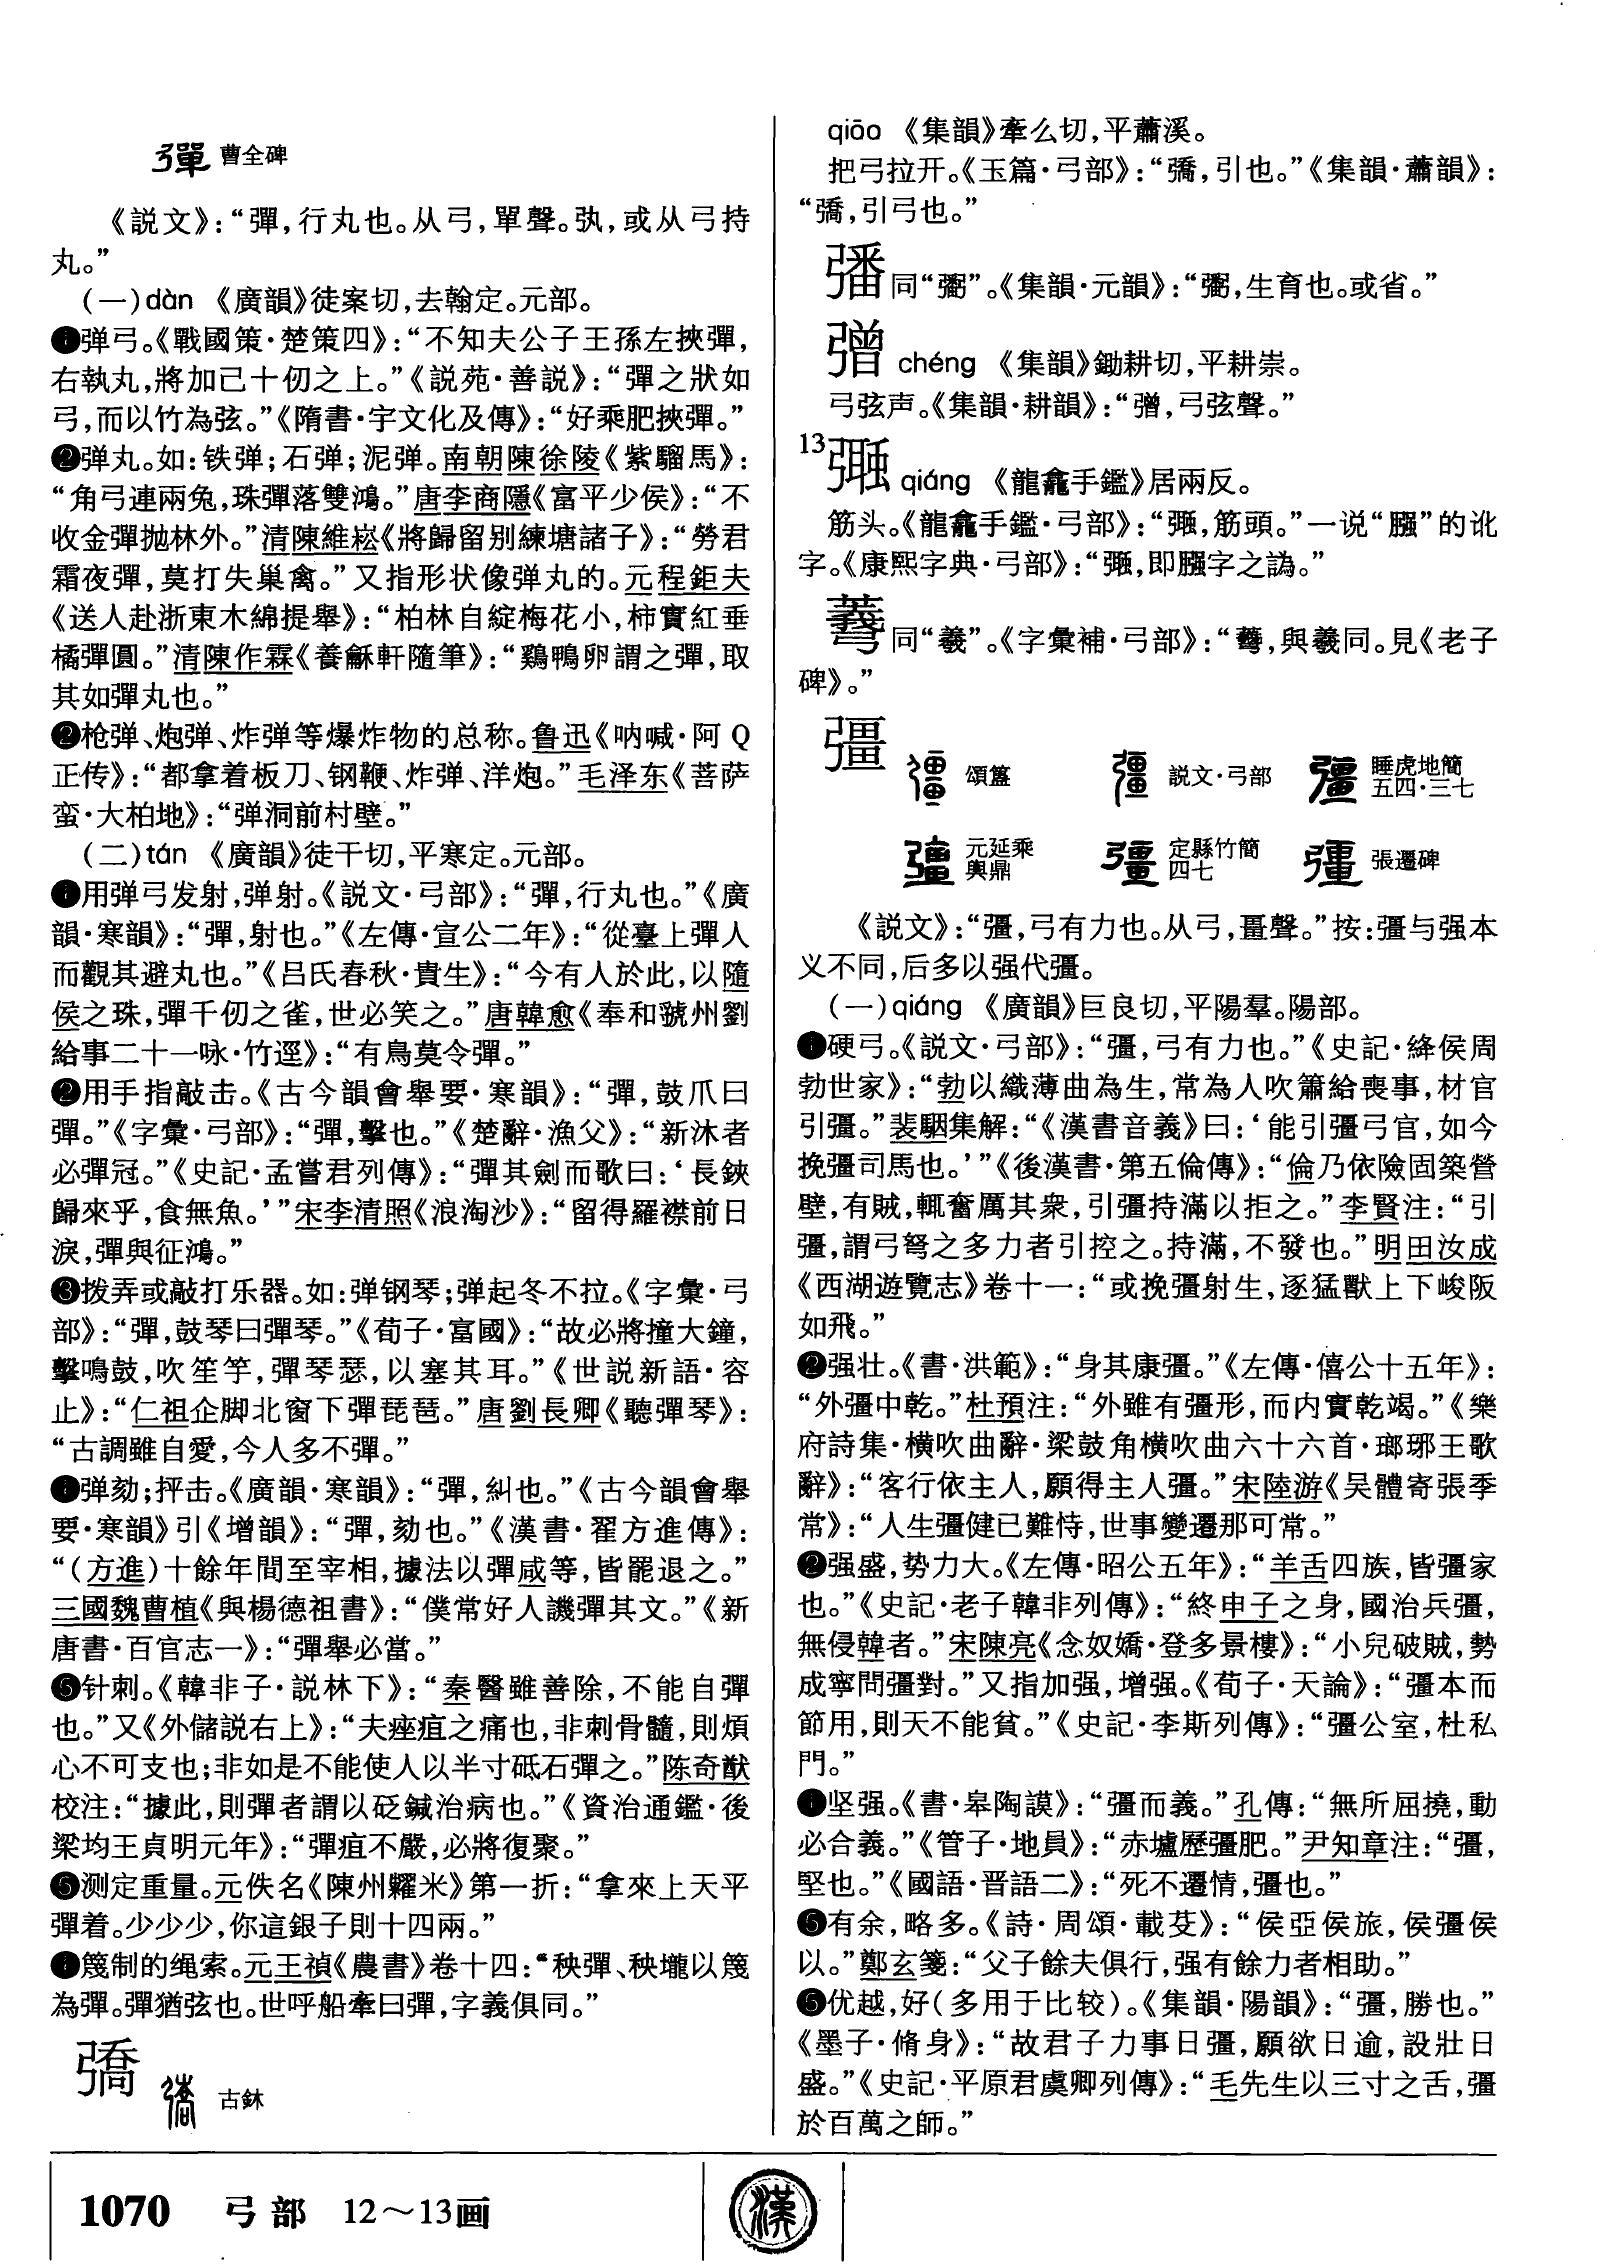 彈 曹全碑
《説文》：“彈，行丸也。从弓，單聲。𢎫，或从弓持
丸。”
（一）dàn 《廣韻》徒案切，去翰定。元部。
❶弹弓。《戰國策·楚策四》：“不知夫公子王孫左挾彈，
右執丸，將加己十仞之上。”《説苑·善説》：“彈之狀如
弓，而以竹為弦。”《隋書·宇文化及傳》：“好乘肥挾彈。”
❷弹丸。如：铁弹；石弹；泥弹。南朝陳徐陵《紫騮馬》：
“角弓連兩兔，珠彈落雙鴻。”唐李商隱《富平少侯》：“不
收金彈抛林外。”清陳維崧《將歸留别練塘諸子》：“勞君
霜夜彈，莫打失巢禽。”又指形状像弹丸的。元程鉅夫
《送人赴浙東木綿提舉》：“柏林自綻梅花小，柿實紅垂
橘彈圓。”清陳作霖《養龢軒隨筆》：“鷄鴨卵謂之彈，取
其如彈丸也。”
❷枪弹、炮弹、炸弹等爆炸物的总称。鲁迅《呐喊·阿Q
正传》：“都拿着板刀、钢鞭、炸弹、洋炮。”毛泽东《菩萨
蛮·大柏地》：“弹洞前村壁。”
（二）tán 《廣韻》徒干切，平寒定。元部。
❶用弹弓发射，弹射。《説文·弓部》：“彈，行丸也。”《廣
韻·寒韻》：“彈，射也。”《左傳·宣公二年》：“從臺上彈人
而觀其避丸也。”《吕氏春秋·貴生》：“今有人於此，以隨
侯之珠，彈千仞之雀，世必笑之。”唐韓愈《奉和虢州劉
給事二十一咏·竹逕》：“有鳥莫令彈。”
❷用手指敲击。《古今韻會舉要·寒韻》：“彈，鼓爪曰
彈。”《字彙·弓部》：“彈，擊也。”《楚辭·漁父》：“新沐者
必彈冠。”《史記·孟嘗君列傳》：“彈其劍而歌曰：‘長鋏
歸來乎，食無魚。’”宋李清照《浪淘沙》：“留得羅襟前日
淚，彈與征鴻。”
❸拨弄或敲打乐器。如：弹钢琴；弹起冬不拉。《字彙·弓
部》：“彈，鼓琴曰彈琴。”《荀子·富國》：“故必將撞大鐘，
擊鳴鼓，吹笙竽，彈琴瑟，以塞其耳。”《世説新語·容
止》：“仁祖企脚北窗下彈琵琶。”唐劉長卿《聽彈琴》：
“古調雖自愛，今人多不彈。”
❶弹劾；抨击。《廣韻·寒韻》：“彈，糾也。”《古今韻會舉
要·寒韻》引《增韻》：“彈，劾也。”《漢書·翟方進傳》：
“（方進）十餘年間至宰相，據法以彈咸等，皆罷退之。”
三國魏曹植《與楊德祖書》：“僕常好人譏彈其文。”《新
唐書·百官志一》：“彈舉必當。”
❺针刺。《韓非子·説林下》：“秦醫雖善除，不能自彈
也。”又《外儲説右上》：“夫痤疽之痛也，非刺骨髓，則煩
心不可支也；非如是不能使人以半寸砥石彈之。”陈奇猷
校注：“據此，則彈者謂以砭鍼治病也。”《資治通鑑·後
梁均王貞明元年》：“彈疽不嚴，必將復聚。”
❺测定重量。元佚名《陳州糶米》第一折：“拿來上天平
彈着。少少少，你這銀子則十四兩。”
❶篾制的绳索。元王禎《農書》卷十四：“秧彈、秧壠以篾
為彈。彈猶弦也。世呼船牽曰彈，字義俱同。”
彇 古鉥
qiāo 《集韻》牽么切，平蕭溪。
把弓拉开。《玉篇·弓部》：“𢐟，引也。”《集韻·蕭韻》：
“𢐟，引弓也。”
𢐲同“𢑆”。《集韻·元韻》：“𢑆，生育也。或省。”
𢐞 chéng 《集韻》鋤耕切，平耕崇。
弓弦声。《集韻·耕韻》：“𢐞，弓弦聲。”
13
qiáng 《龍龕手鑑》居兩反。
筋头。《龍龕手鑑·弓部》：“，筋頭。”一说“膙”的讹
字。《康熙字典·弓部》：“，即膙字之譌。”
同“羲”。《字彙補·弓部》：“，與羲同。見《老子
碑》。”
彊 頌簋 説文·弓部 睡虎地簡五四·三七
元延乘輿鼎 定縣竹簡四七 張遷碑
《説文》：“彊，弓有力也。从弓，畺聲。”按：彊与强本
义不同，后多以强代彊。
（一）qiáng 《廣韻》巨良切，平陽羣。陽部。
❶硬弓。《説文·弓部》：“彊，弓有力也。”《史記·絳侯周
勃世家》：“勃以織薄曲為生，常為人吹簫給喪事，材官
引彊。”裴駰集解：“《漢書音義》曰：‘能引彊弓官，如今
挽彊司馬也。’”《後漢書·第五倫傳》：“倫乃依險固築營
壁，有賊，輒奮厲其衆，引彊持滿以拒之。”李賢注：“引
彊，謂弓弩之多力者引控之。持滿，不發也。”明田汝成
《西湖遊覽志》卷十一：“或挽彊射生，逐猛獸上下峻阪
如飛。”
❷强壮。《書·洪範》：“身其康彊。”《左傳·僖公十五年》：
“外彊中乾。”杜預注：“外雖有彊形，而内實乾竭。”《樂
府詩集·横吹曲辭·梁鼓角横吹曲六十六首·瑯琊王歌
辭》：“客行依主人，願得主人彊。”宋陸游《吴體寄張季
常》：“人生彊健已難恃，世事變遷那可常。”
❷强盛，势力大。《左傳·昭公五年》：“羊舌四族，皆彊家
也。”《史記·老子韓非列傳》：“終申子之身，國治兵彊，
無侵韓者。”宋陳亮《念奴嬌·登多景樓》：“小兒破賊，勢
成寧問彊對。”又指加强，增强。《荀子·天論》：“彊本而
節用，則天不能貧。”《史記·李斯列傳》：“彊公室，杜私
門。”
❶坚强。《書·皋陶謨》：“彊而義。”孔傳：“無所屈撓，動
必合義。”《管子·地員》：“赤壚歷彊肥。”尹知章注：“彊，
堅也。”《國語·晋語二》：“死不遷情，彊也。”
❺有余，略多。《詩·周頌·載芟》：“侯亞侯旅，侯彊侯
以。”鄭玄箋：“父子餘夫俱行，强有餘力者相助。”
❺优越，好（多用于比较）。《集韻·陽韻》：“彊，勝也。”
《墨子·脩身》：“故君子力事日彊，願欲日逾，設壯日
盛。”《史記·平原君虞卿列傳》：“毛先生以三寸之舌，彊
於百萬之師。”
1070 弓部 12～13画
漢